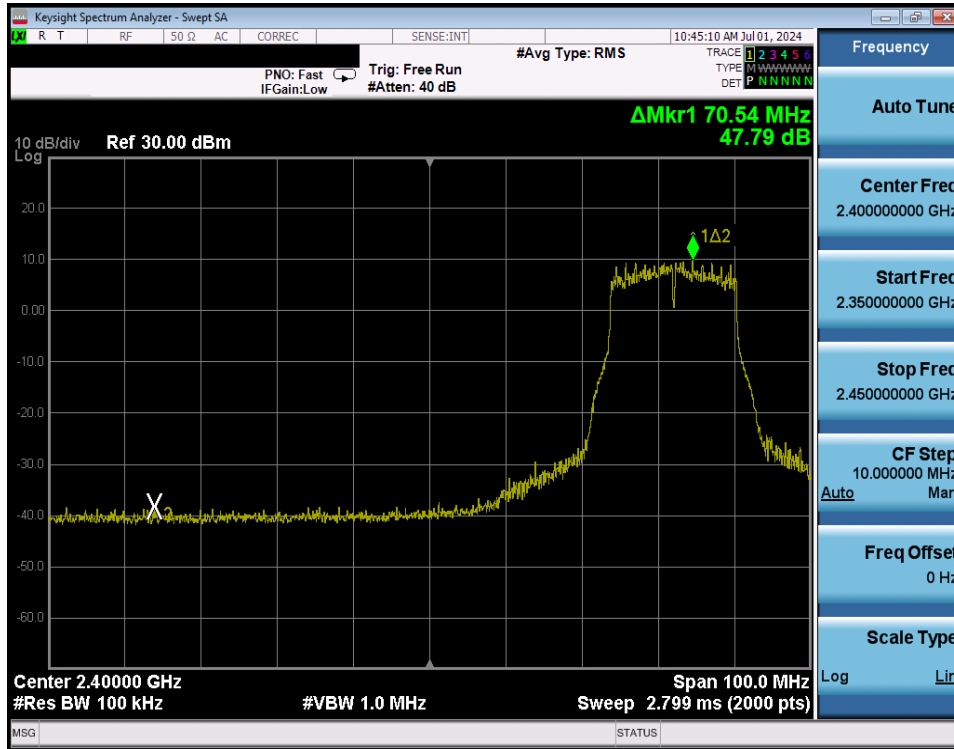 Keysight Spectrum Analyzer - Swept SA
LXI R T RF 50 Ω AC CORREC SENSE:INT 10:45:10 AM Jul 01, 2024
#Avg Type: RMS
TRACE 1 2 3 4 5 6
TYPE M W W W W W
DET P N N N N N
PNO: Fast Trig: Free Run
IFGain:Low #Atten: 40 dB
ΔMkr1 70.54 MHz
47.79 dB
10 dB/div Ref 30.00 dBm
Log
20.0
10.0
0.00
-10.0
-20.0
-30.0
-40.0
-50.0
-60.0
1Δ2
X
Center 2.40000 GHz Span 100.0 MHz
#Res BW 100 kHz #VBW 1.0 MHz Sweep 2.799 ms (2000 pts)
MSG STATUS
Frequency
Auto Tune
Center Freq
2.400000000 GHz
Start Freq
2.350000000 GHz
Stop Freq
2.450000000 GHz
CF Step
10.000000 MHz
Auto Man
Freq Offset
0 Hz
Scale Type
Log Lin